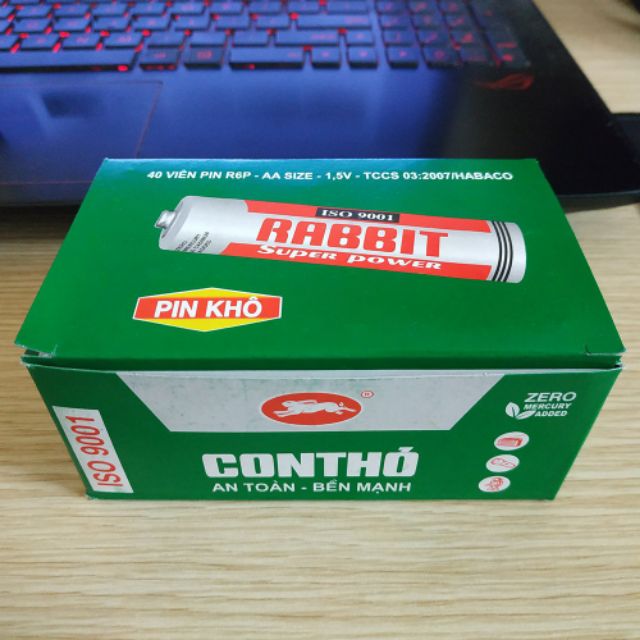 40 VIÊN PIN R6P - AA SIZE - 1,5V - TCCS 03:2007/HABACO
ISO 9001
RABBIT
SUPER POWER
PIN KHÔ
®
ZERO
MERCURY
ADDED
ISO 9001
CONTHỎ
AN TOÀN - BỀN MẠNH